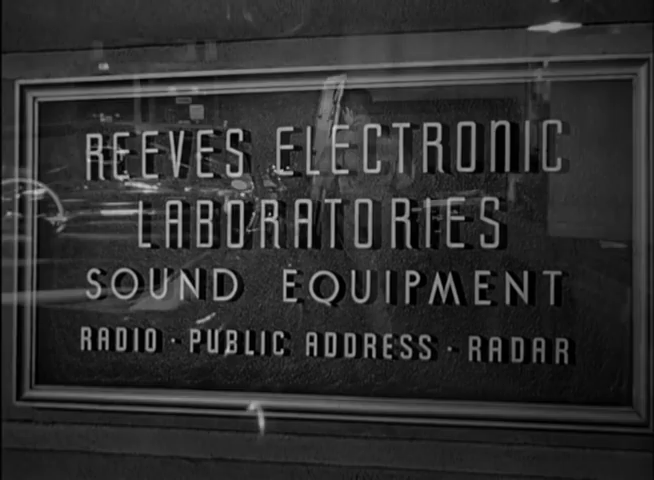 REEVES ELECTRONIC
LABORATORIES
SOUND EQUIPMENT
RADIO · PUBLIC ADDRESS · RADAR